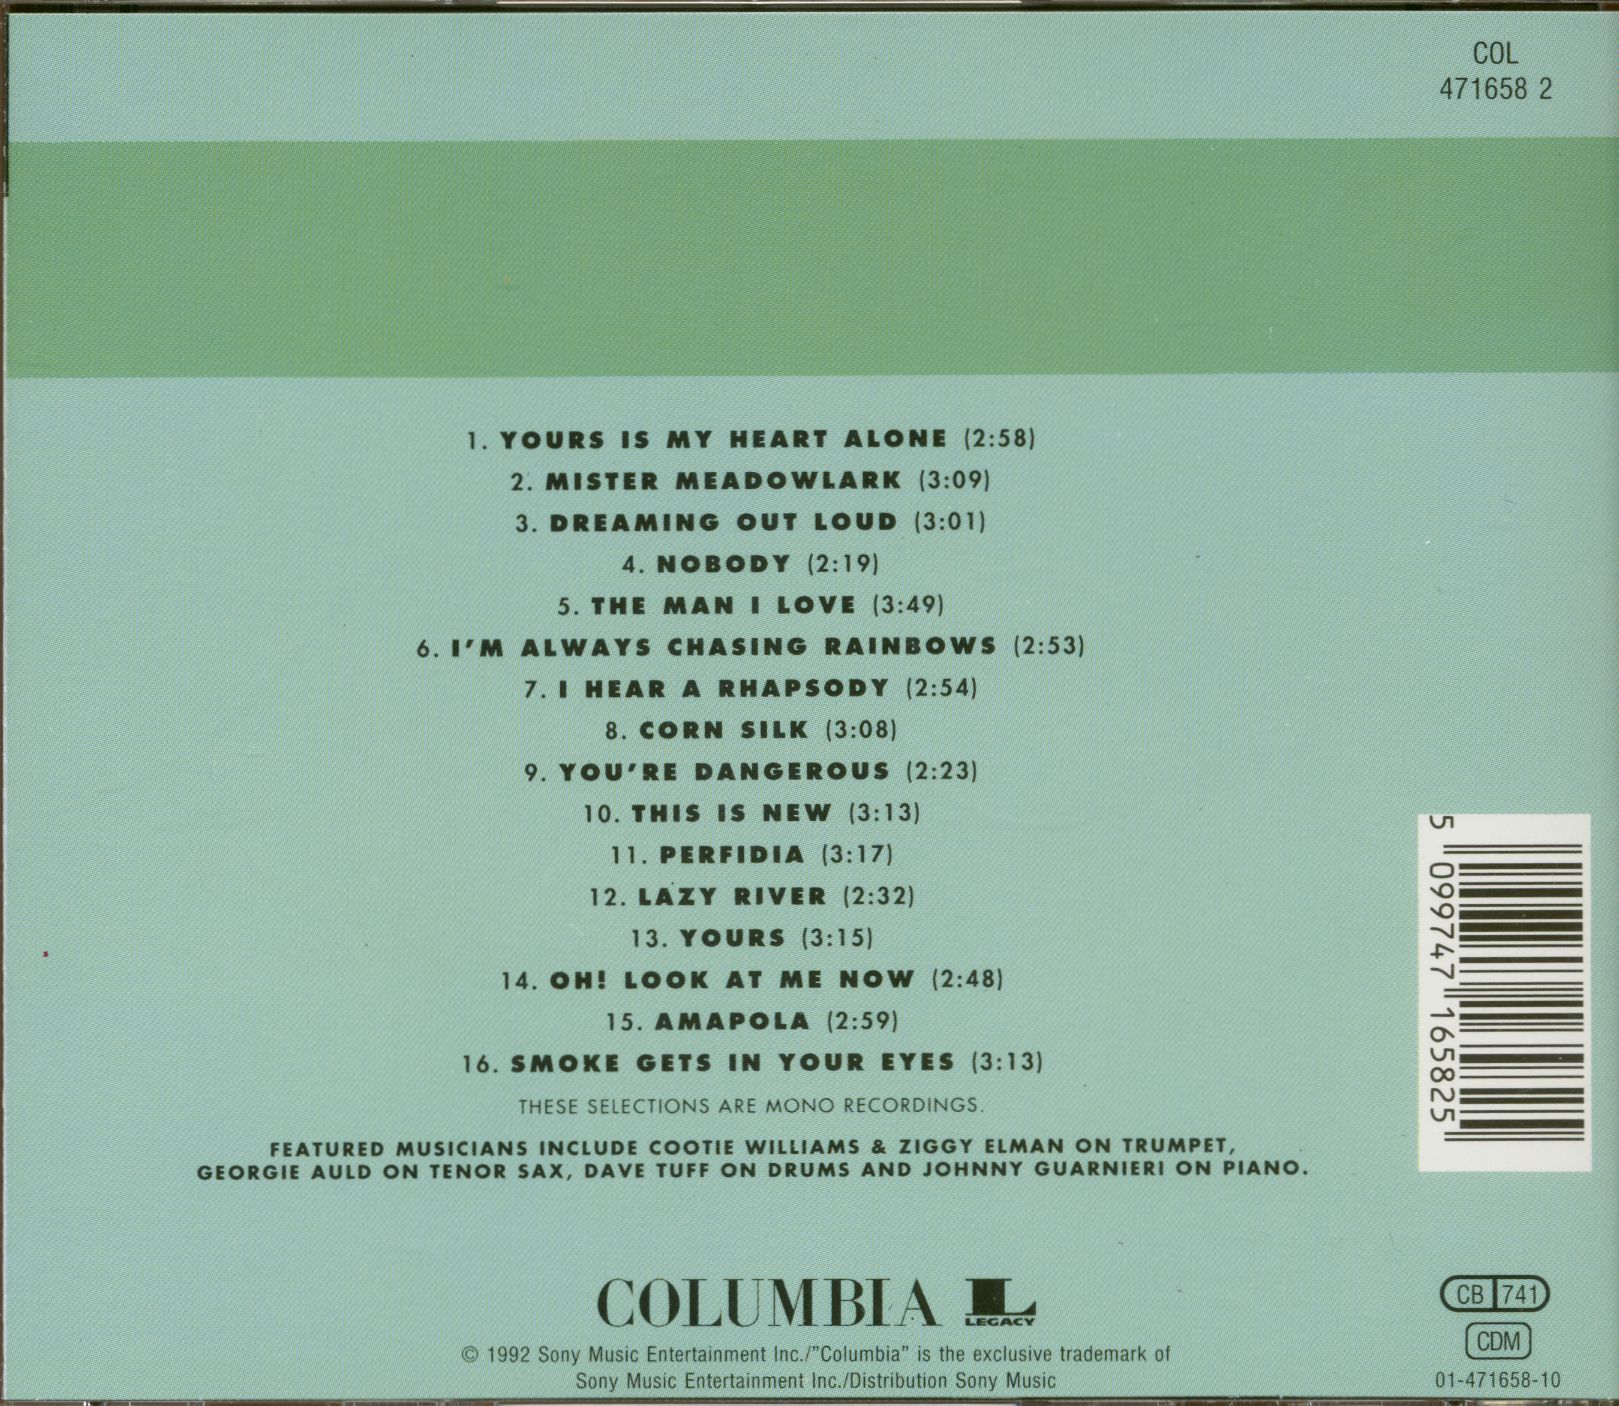 COL
471658 2
1. YOURS IS MY HEART ALONE (2:58)
2. MISTER MEADOWLARK (3:09)
3. DREAMING OUT LOUD (3:01)
4. NOBODY (2:19)
5. THE MAN I LOVE (3:49)
6. I'M ALWAYS CHASING RAINBOWS (2:53)
7. I HEAR A RHAPSODY (2:54)
8. CORN SILK (3:08)
9. YOU'RE DANGEROUS (2:23)
10. THIS IS NEW (3:13)
11. PERFIDIA (3:17)
12. LAZY RIVER (2:32)
13. YOURS (3:15)
14. OH! LOOK AT ME NOW (2:48)
15. AMAPOLA (2:59)
16. SMOKE GETS IN YOUR EYES (3:13)
THESE SELECTIONS ARE MONO RECORDINGS.
FEATURED MUSICIANS INCLUDE COOTIE WILLIAMS & ZIGGY ELMAN ON TRUMPET,
GEORGIE AULD ON TENOR SAX, DAVE TUFF ON DRUMS AND JOHNNY GUARNIERI ON PIANO.
5 099747 165825
COLUMBIA L
LEGACY
© 1992 Sony Music Entertainment Inc./"Columbia" is the exclusive trademark of
Sony Music Entertainment Inc./Distribution Sony Music
CB 741
CDM
01-471658-10